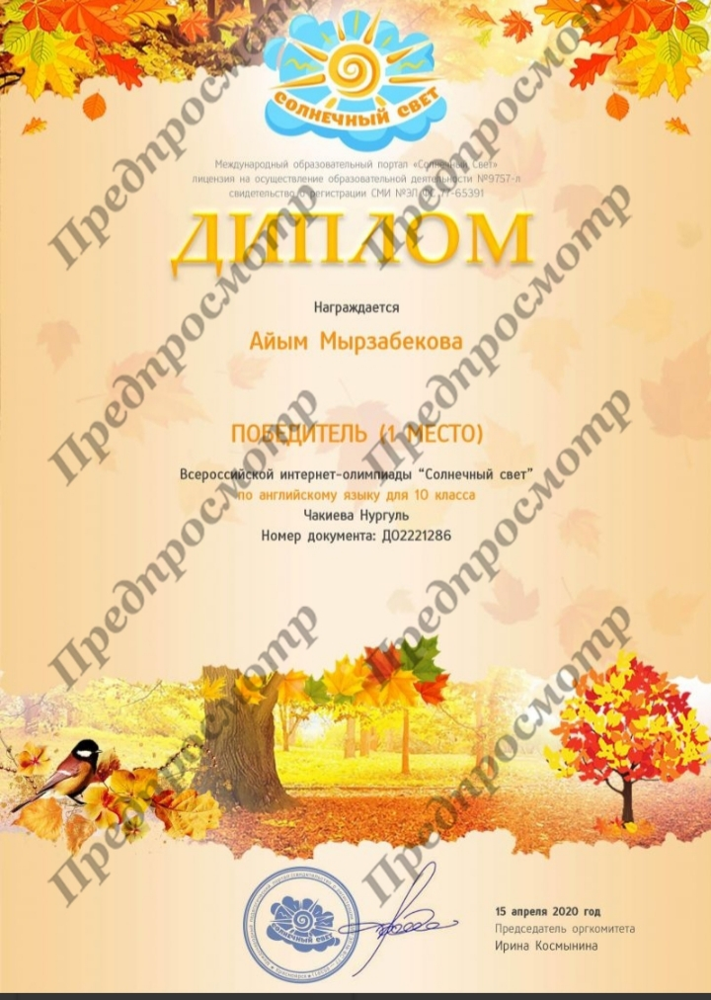 СОЛНЕЧНЫЙ СВЕТ
Международный образовательный портал «Солнечный Свет»
лицензия на осуществление образовательной деятельности №9757-л
свидетельство о регистрации СМИ №ЭЛ ФС 77-65391
ДИПЛОМ
Награждается
Айым Мырзабекова
ПОБЕДИТЕЛЬ (1 МЕСТО)
Всероссийской интернет-олимпиады “Солнечный свет”
по английскому языку для 10 класса
Чакиева Нургуль
Номер документа: ДО2221286
Предпросмотр
Предпросмотр
Предпросмотр
Предпросмотр
Предпросмотр
Предпросмотр
Предпросмотр
Предпросмотр
СОЛНЕЧНЫЙ СВЕТ
15 апреля 2020 год
Председатель оргкомитета
Ирина Космынина